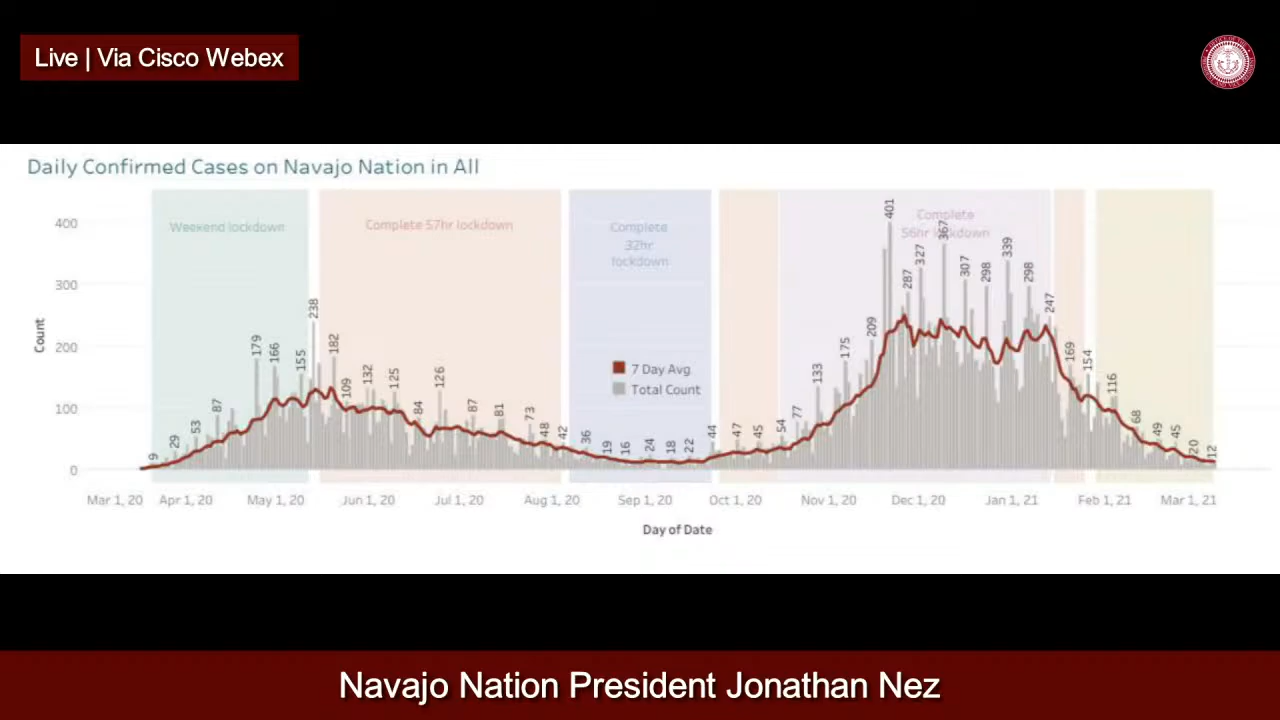 Live | Via Cisco Webex
Daily Confirmed Cases on Navajo Nation in All
Weekend lockdown
Complete 57hr lockdown
Complete
32hr
lockdown
Complete
56hr lockdown
400
300
200
100
0
Count
9
29
53
87
179
166
155
238
182
109
132
125
84
126
87
81
73
48
42
36
19
16
24
18
22
44
47
45
54
77
133
175
209
401
287
327
367
307
298
339
298
247
169
154
116
68
49
45
20
12
7 Day Avg
Total Count
Mar 1, 20
Apr 1, 20
May 1, 20
Jun 1, 20
Jul 1, 20
Aug 1, 20
Sep 1, 20
Oct 1, 20
Nov 1, 20
Dec 1, 20
Jan 1, 21
Feb 1, 21
Mar 1, 21
Day of Date
Navajo Nation President Jonathan Nez